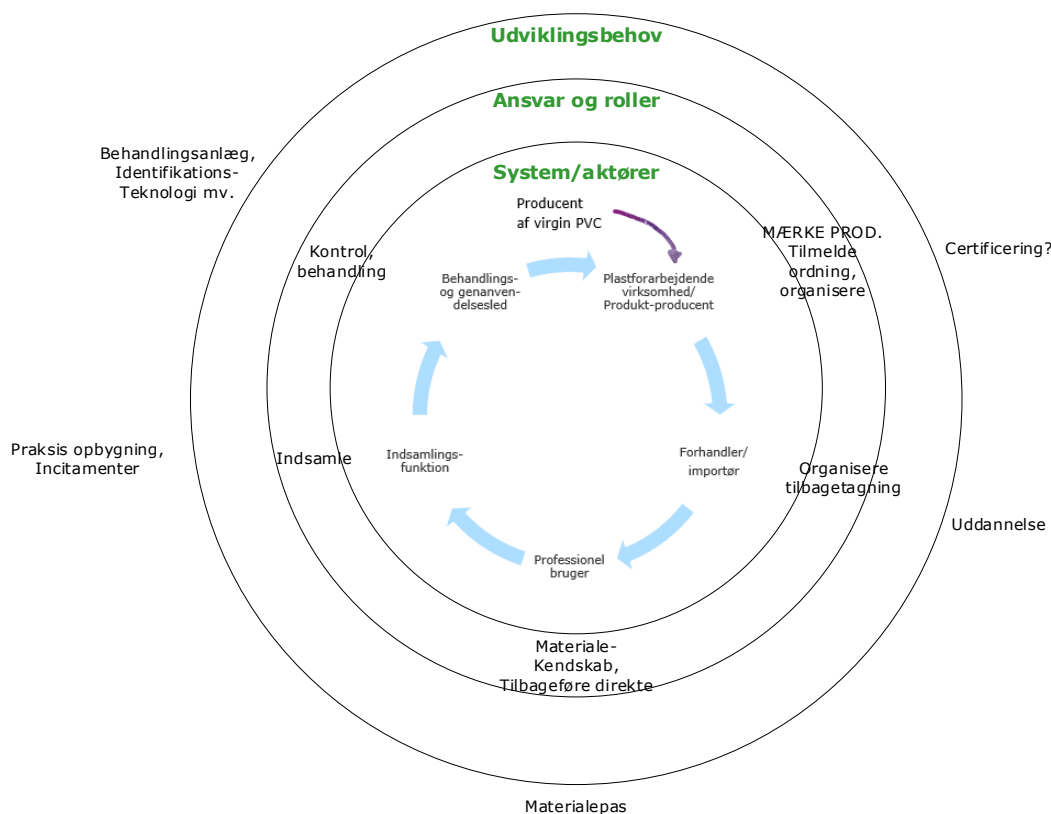 Udviklingsbehov
Ansvar og roller
System/aktører
Behandlingsanlæg,
Identifikations-
Teknologi mv.
Producent
af virgin PVC
MÆRKE PROD.
Tilmelde
ordning,
organisere
Certificering?
Kontrol,
behandling
Behandlings-
og genanven-
delsesled
Plastforarbejdende
virksomhed/
Produkt-producent
Praksis opbygning,
Incitamenter
Indsamle
Indsamlings-
funktion
Forhandler/
importør
Organisere
tilbagetagning
Uddannelse
Professionel
bruger
Materiale-
Kendskab,
Tilbageføre direkte
Materialepas